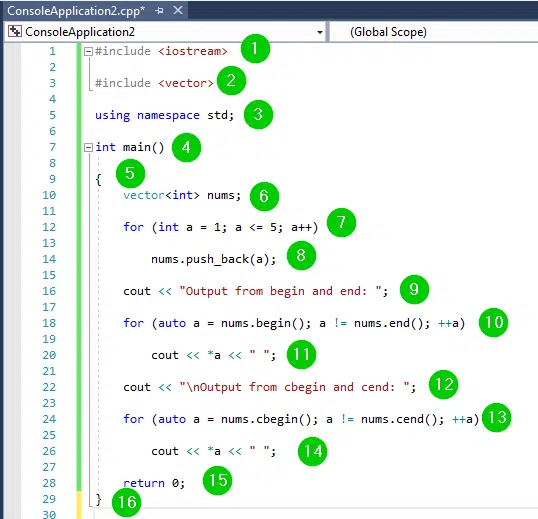 ConsoleApplication2.cpp*
ConsoleApplication2 (Global Scope)
1 #include <iostream> 1
2
3 #include <vector> 2
4
5 using namespace std; 3
6
7 int main() 4
8 5
9 {
10 vector<int> nums; 6
11
12 for (int a = 1; a <= 5; a++) 7
13
14 nums.push_back(a); 8
15
16 cout << "Output from begin and end: "; 9
17
18 for (auto a = nums.begin(); a != nums.end(); ++a) 10
19
20 cout << *a << " "; 11
21
22 cout << "\nOutput from cbegin and cend: "; 12
23
24 for (auto a = nums.cbegin(); a != nums.cend(); ++a) 13
25
26 cout << *a << " "; 14
27
28 return 0; 15
29 } 16
30